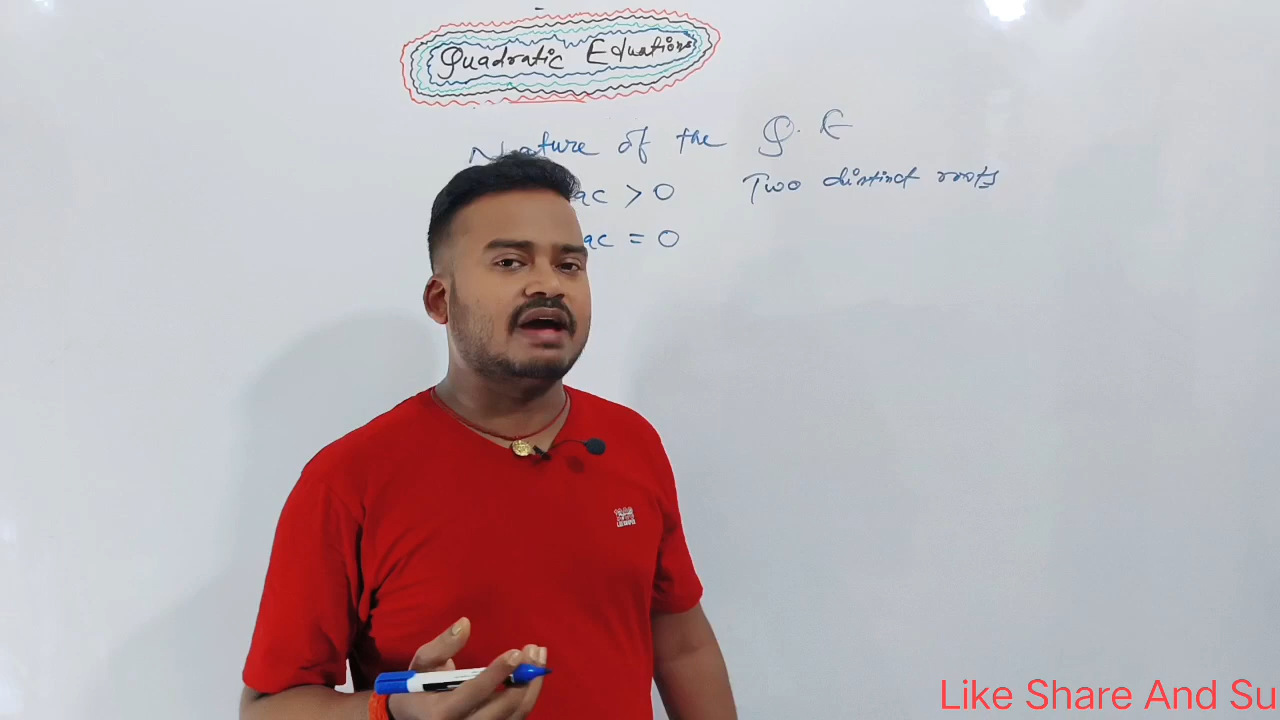 Quadratic Equations
Nature of the Q. E
ac > 0 Two distinct roots
ac = 0
Like Share And Su